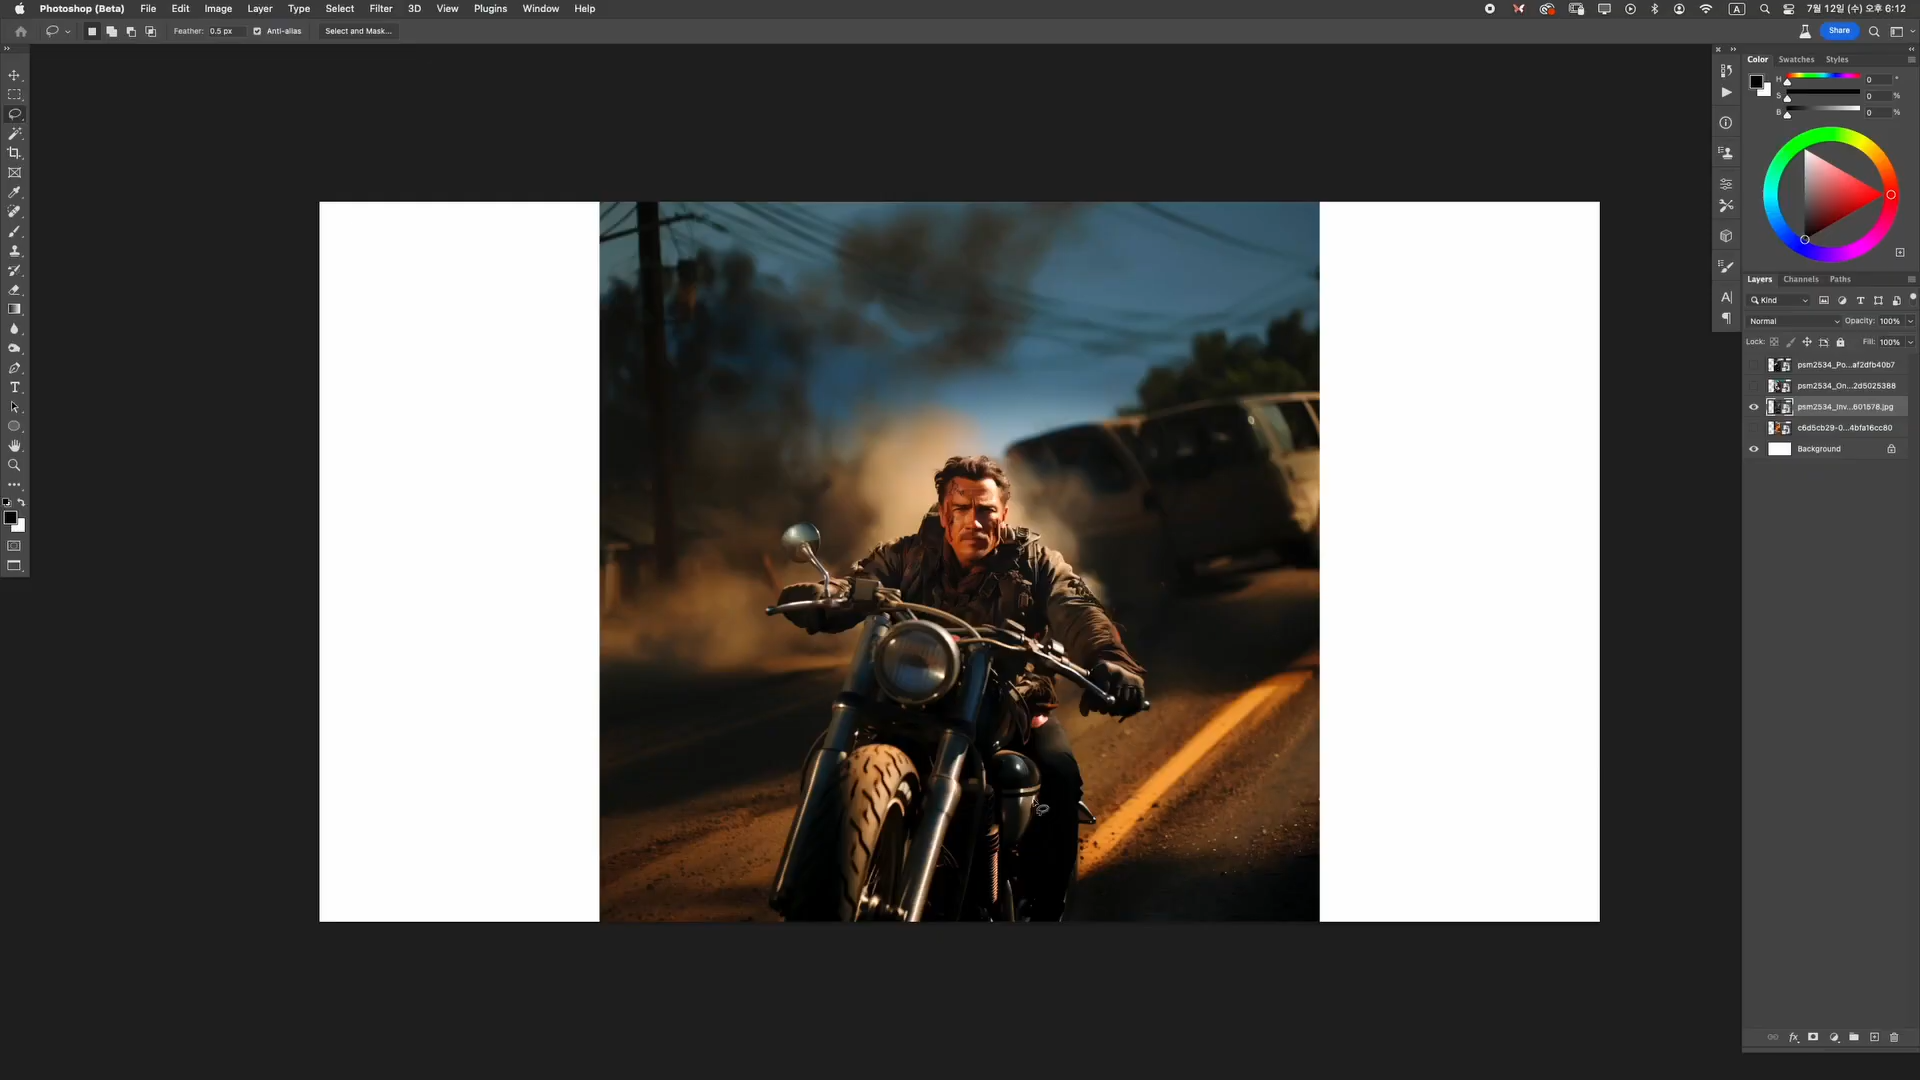 Photoshop (Beta) File Edit Image Layer Type Select Filter 3D View Plugins Window Help A 7월 12일 (수) 오후 6:12
Feather: 0.5 px Anti-alias Select and Mask... Share
Color Swatches Styles
H 0 °
S 0 %
B 0 %
Layers Channels Paths
Kind
Normal Opacity: 100%
Lock: Fill: 100%
psm2534_Po...af2dfb40b7
psm2534_On...2d5025388
psm2534_Inv...601578.jpg
c6d5cb29-0...4bfa16cc80
Background